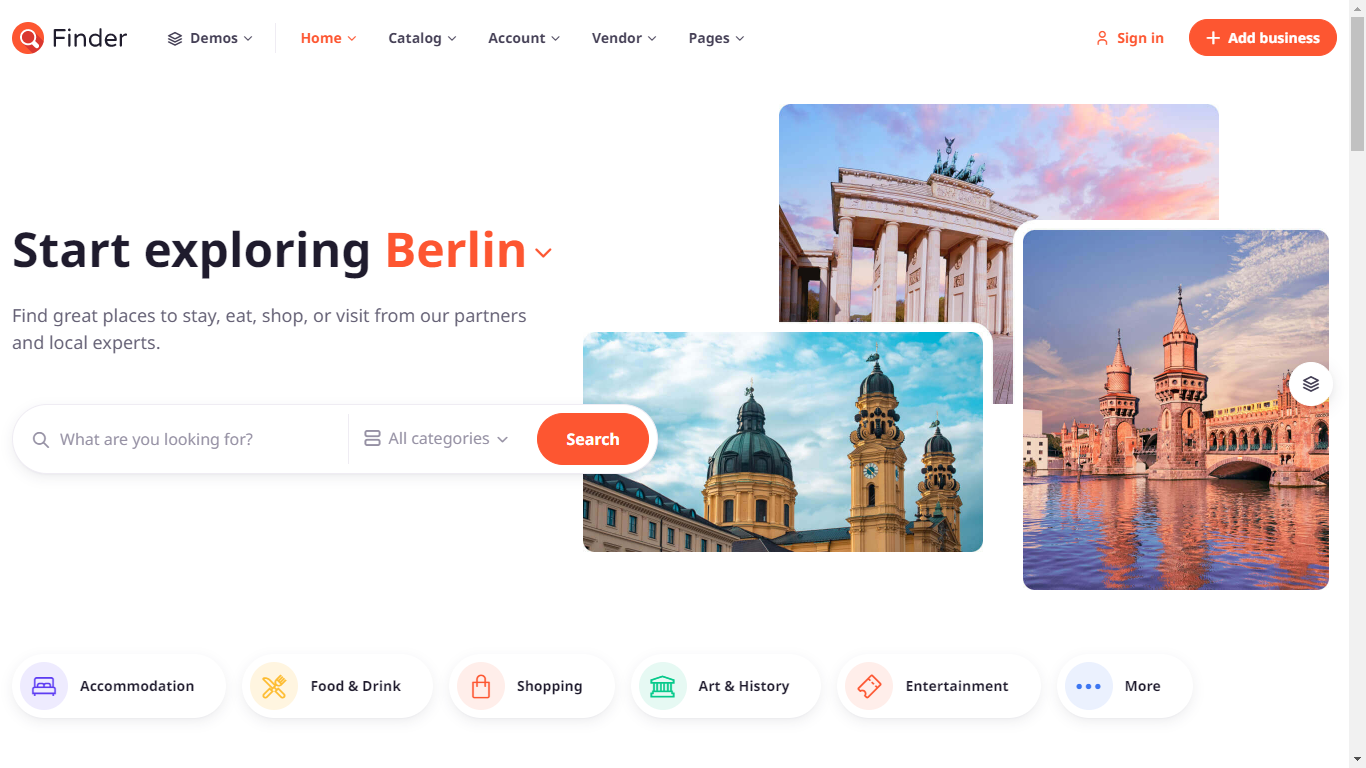 Finder
Demos
Home
Catalog
Account
Vendor
Pages
Sign in
Add business
Start exploring Berlin
Find great places to stay, eat, shop, or visit from our partners
and local experts.
What are you looking for?
All categories
Search
Accommodation
Food & Drink
Shopping
Art & History
Entertainment
More